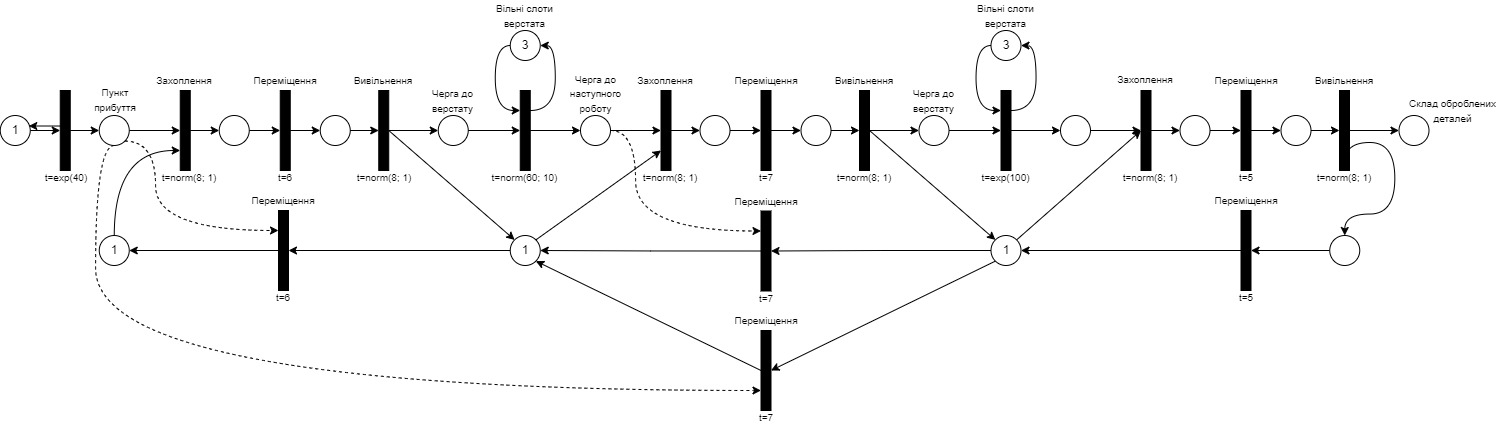 Вільні слоти
верстата
3
Вільні слоти
верстата
3
Захоплення
Переміщення
Вивільнення
Черга до
наступного
роботу
Захоплення
Переміщення
Вивільнення
Захоплення
Переміщення
Вивільнення
Пункт
прибуття
Черга до
верстату
Черга до
верстату
Склад оброблених
деталей
1
t=exp(40)
t=norm(8; 1)
t=6
t=norm(8; 1)
t=norm(60; 10)
t=norm(8; 1)
t=7
t=norm(8; 1)
t=exp(100)
t=norm(8; 1)
t=5
t=norm(8; 1)
Переміщення
Переміщення
Переміщення
1
1
1
t=6
t=7
t=5
Переміщення
t=7